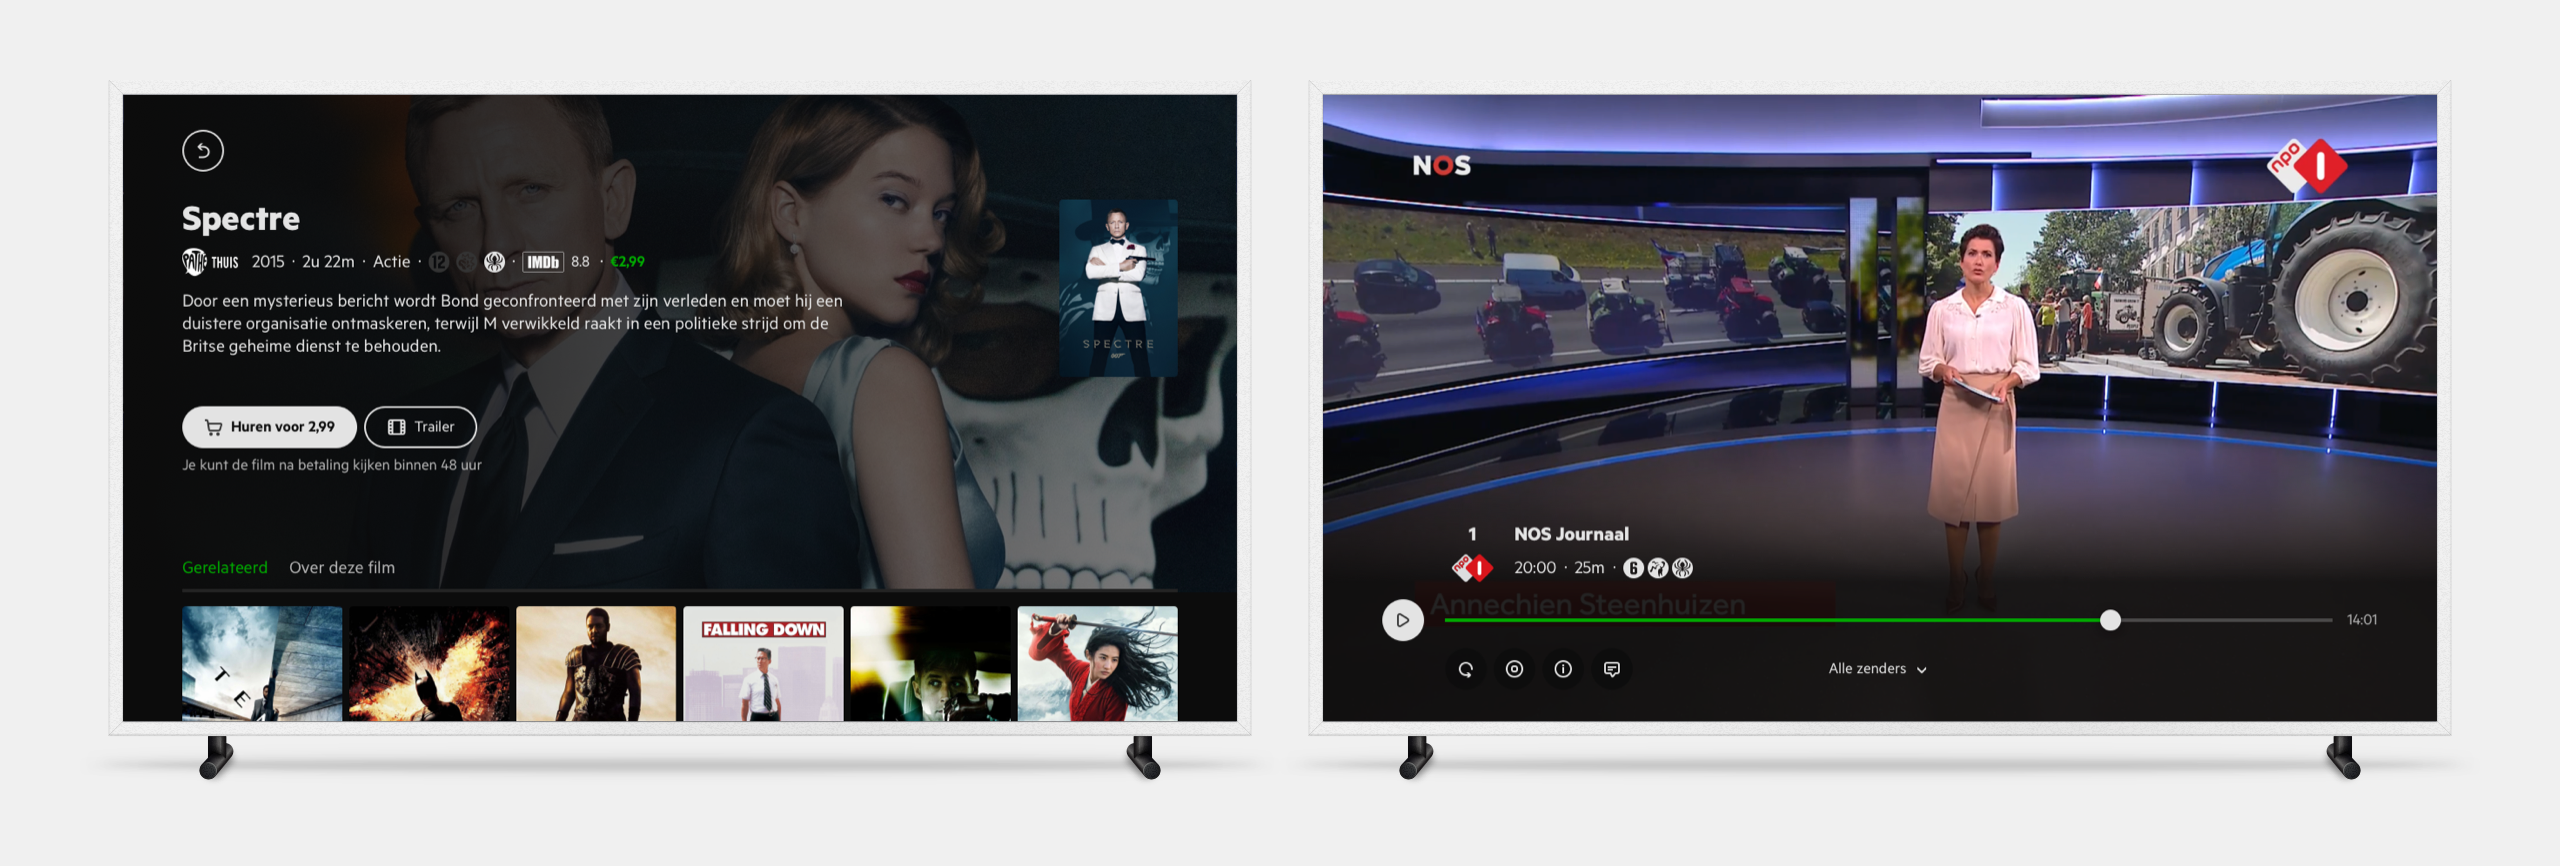 Spectre
PATHÉ THUIS 2015 · 2u 22m · Actie · 12 · IMDb 8.8 · €2,99
Door een mysterieus bericht wordt Bond geconfronteerd met zijn verleden en moet hij een
duistere organisatie ontmaskeren, terwijl M verwikkeld raakt in een politieke strijd om de
Britse geheime dienst te behouden.
SPECTRE
007
Huren voor 2,99
Trailer
Je kunt de film na betaling kijken binnen 48 uur
Gerelateerd
Over deze film
T E
FALLING DOWN
NOS
npo 1
1 NOS Journaal
npo 1 20:00 · 25m · 6
Annechien Steenhuizen
14:01
Alle zenders